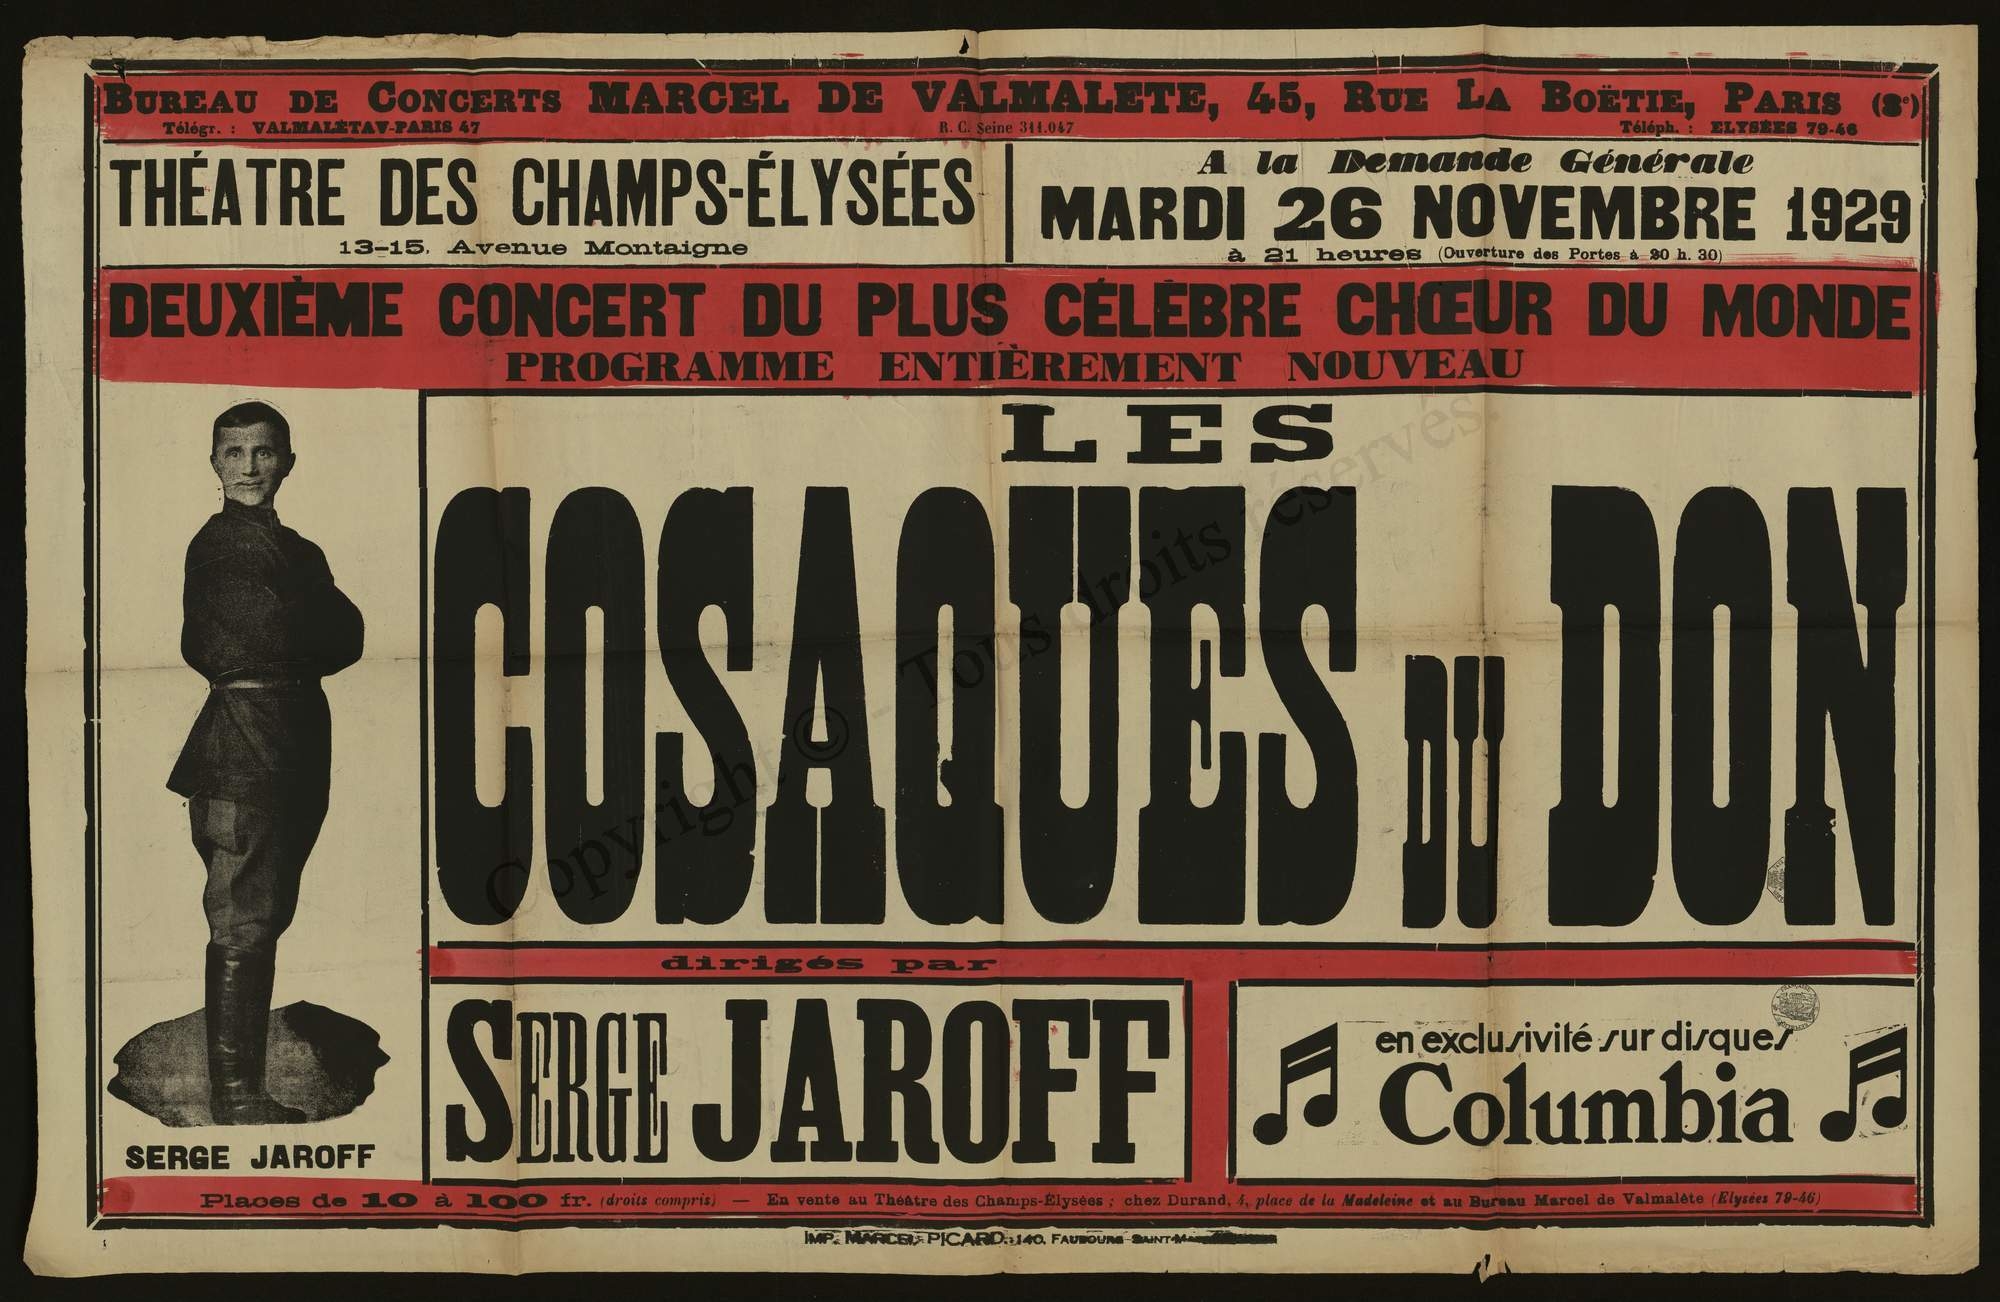 BUREAU DE CONCERTS MARCEL DE VALMALETE, 45, RUE LA BOËTIE, PARIS (8e)
Télégr. : VALMALÈTAV-PARIS 47
R. C. Seine 311.047
Téléph. : ELYSÉES 79-46
THÉATRE DES CHAMPS-ÉLYSÉES
13-15, Avenue Montaigne
A la Demande Générale
MARDI 26 NOVEMBRE 1929
à 21 heures (Ouverture des Portes à 20 h. 30)
DEUXIÈME CONCERT DU PLUS CÉLÈBRE CHŒUR DU MONDE
PROGRAMME ENTIÈREMENT NOUVEAU
LES
COSAQUES DU DON
dirigés par
SERGE JAROFF
en exclusivité sur disques
Columbia
SERGE JAROFF
Places de 10 à 100 fr. (droits compris) — En vente au Théâtre des Champs-Élysées ; chez Durand, 4, place de la Madeleine et au Bureau Marcel de Valmalète (Elysées 79-46)
IMP. MARCEL PICARD. 140, FAUBOURG SAINT-
Copyright © - Tous droits réservés.